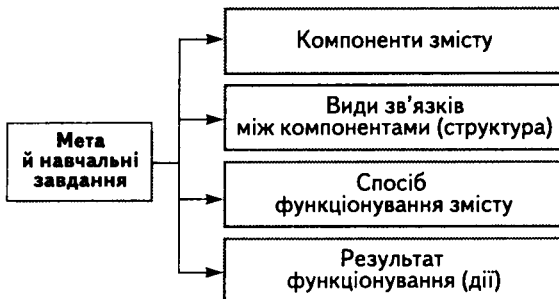 Мета
й навчальні
завдання
Компоненти змісту
Види зв’язків
між компонентами (структура)
Спосіб
функціонування змісту
Результат
функціонування (дії)